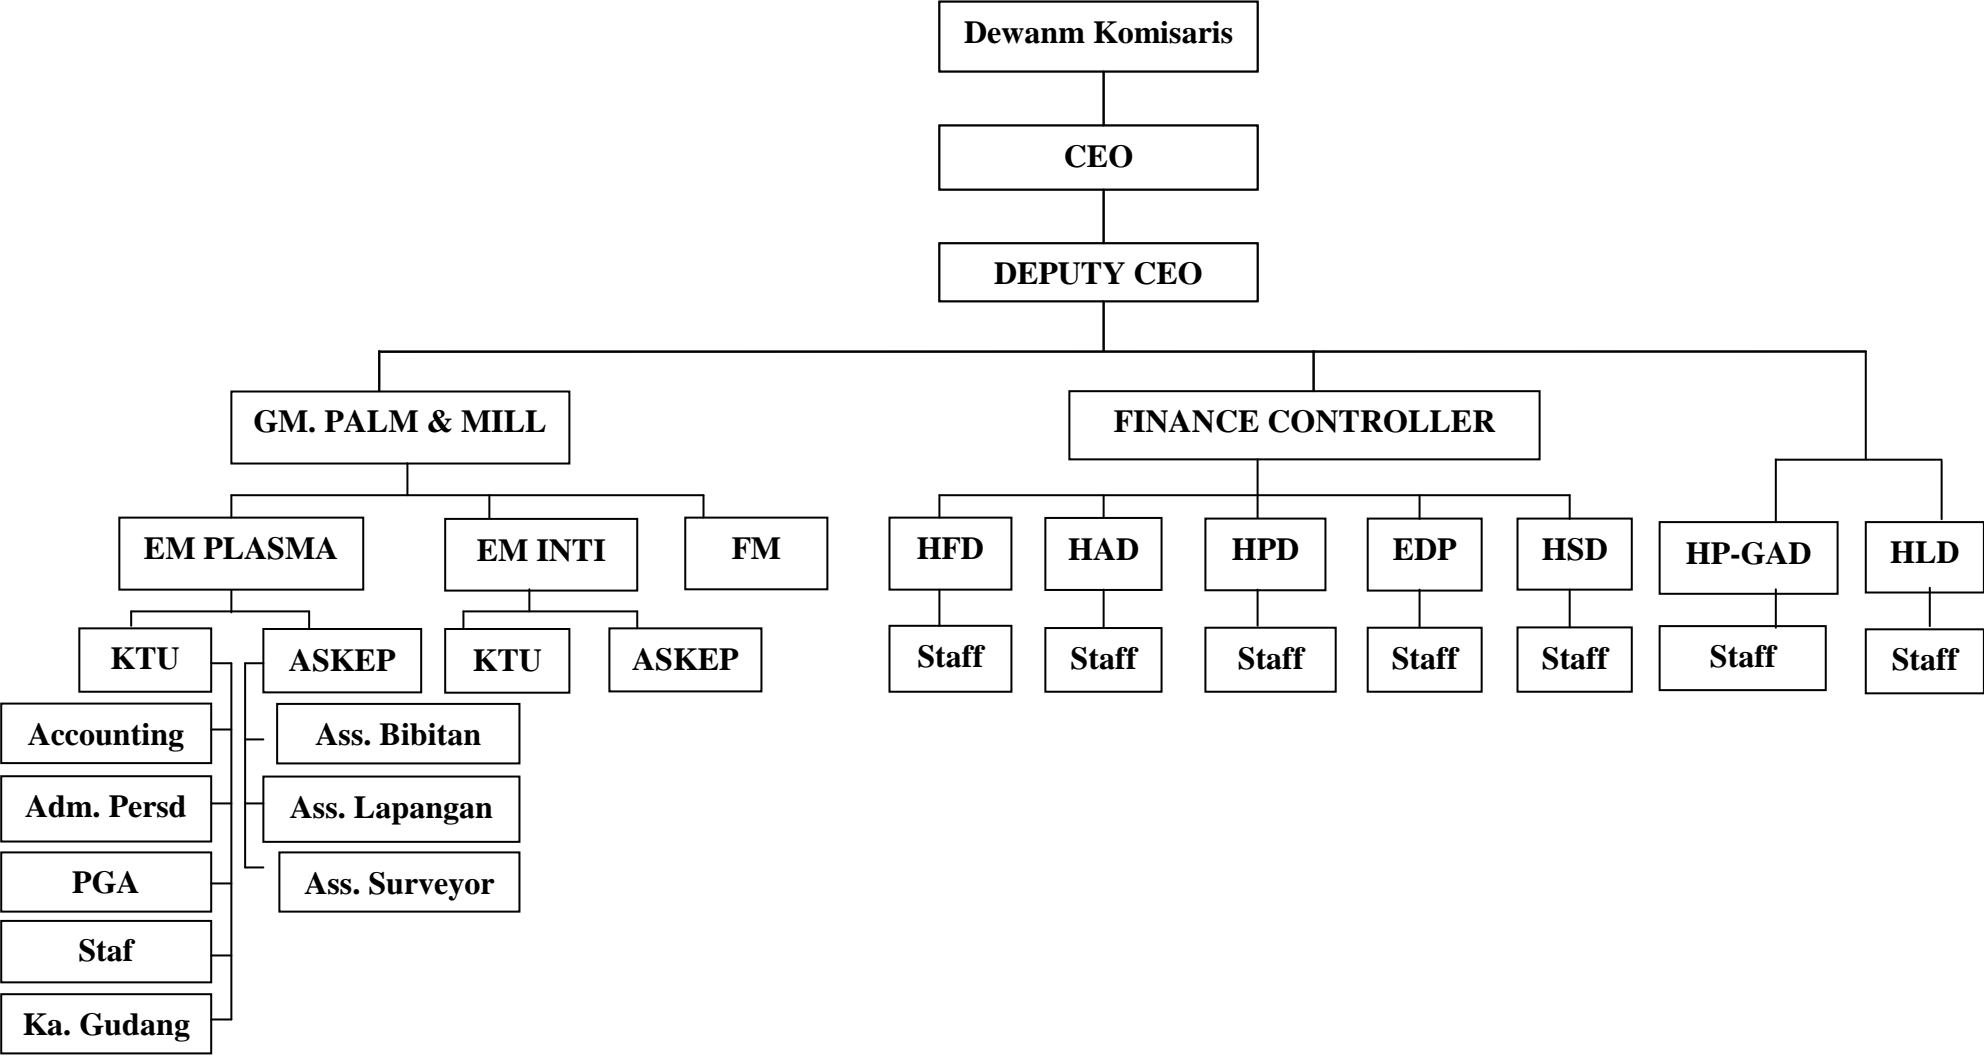 Dewanm Komisaris
CEO
DEPUTY CEO
GM. PALM & MILL
FINANCE CONTROLLER
EM PLASMA
EM INTI
FM
HFD
HAD
HPD
EDP
HSD
HP-GAD
HLD
KTU
ASKEP
KTU
ASKEP
Staff
Staff
Staff
Staff
Staff
Staff
Staff
Accounting
Ass. Bibitan
Adm. Persd
Ass. Lapangan
PGA
Ass. Surveyor
Staf
Ka. Gudang